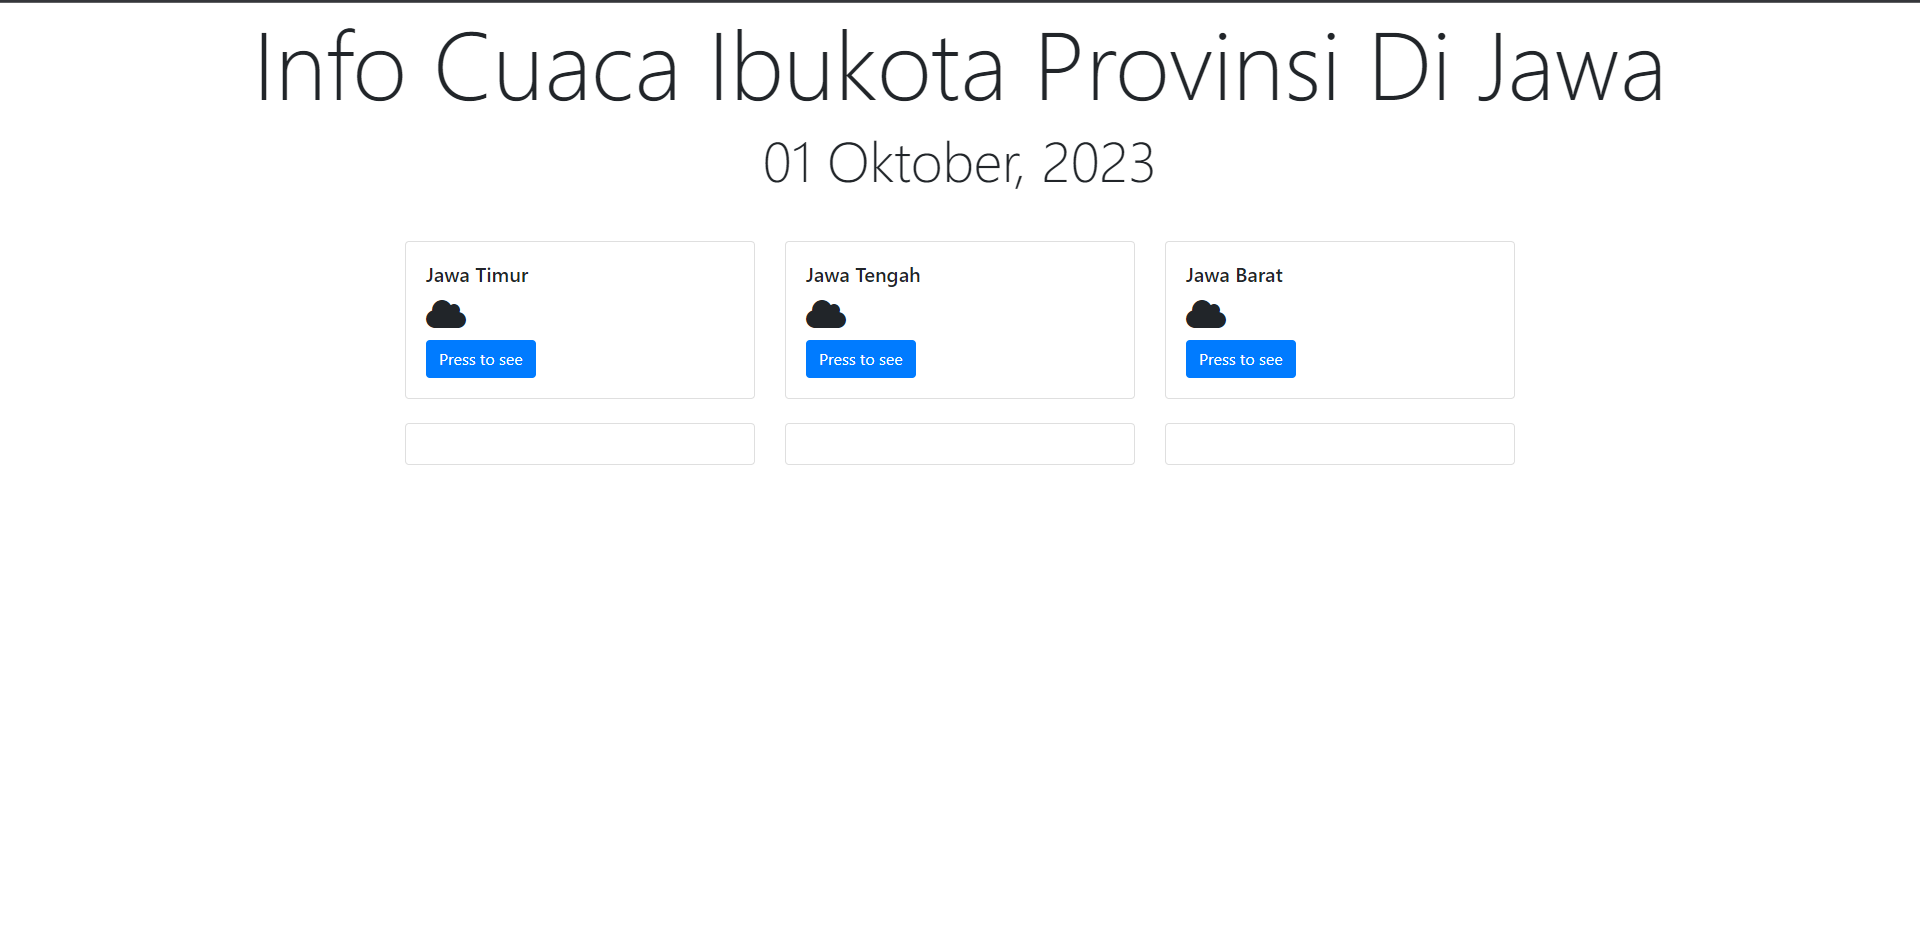 Info Cuaca Ibukota Provinsi Di Jawa
01 Oktober, 2023
Jawa Timur
Press to see
Jawa Tengah
Press to see
Jawa Barat
Press to see